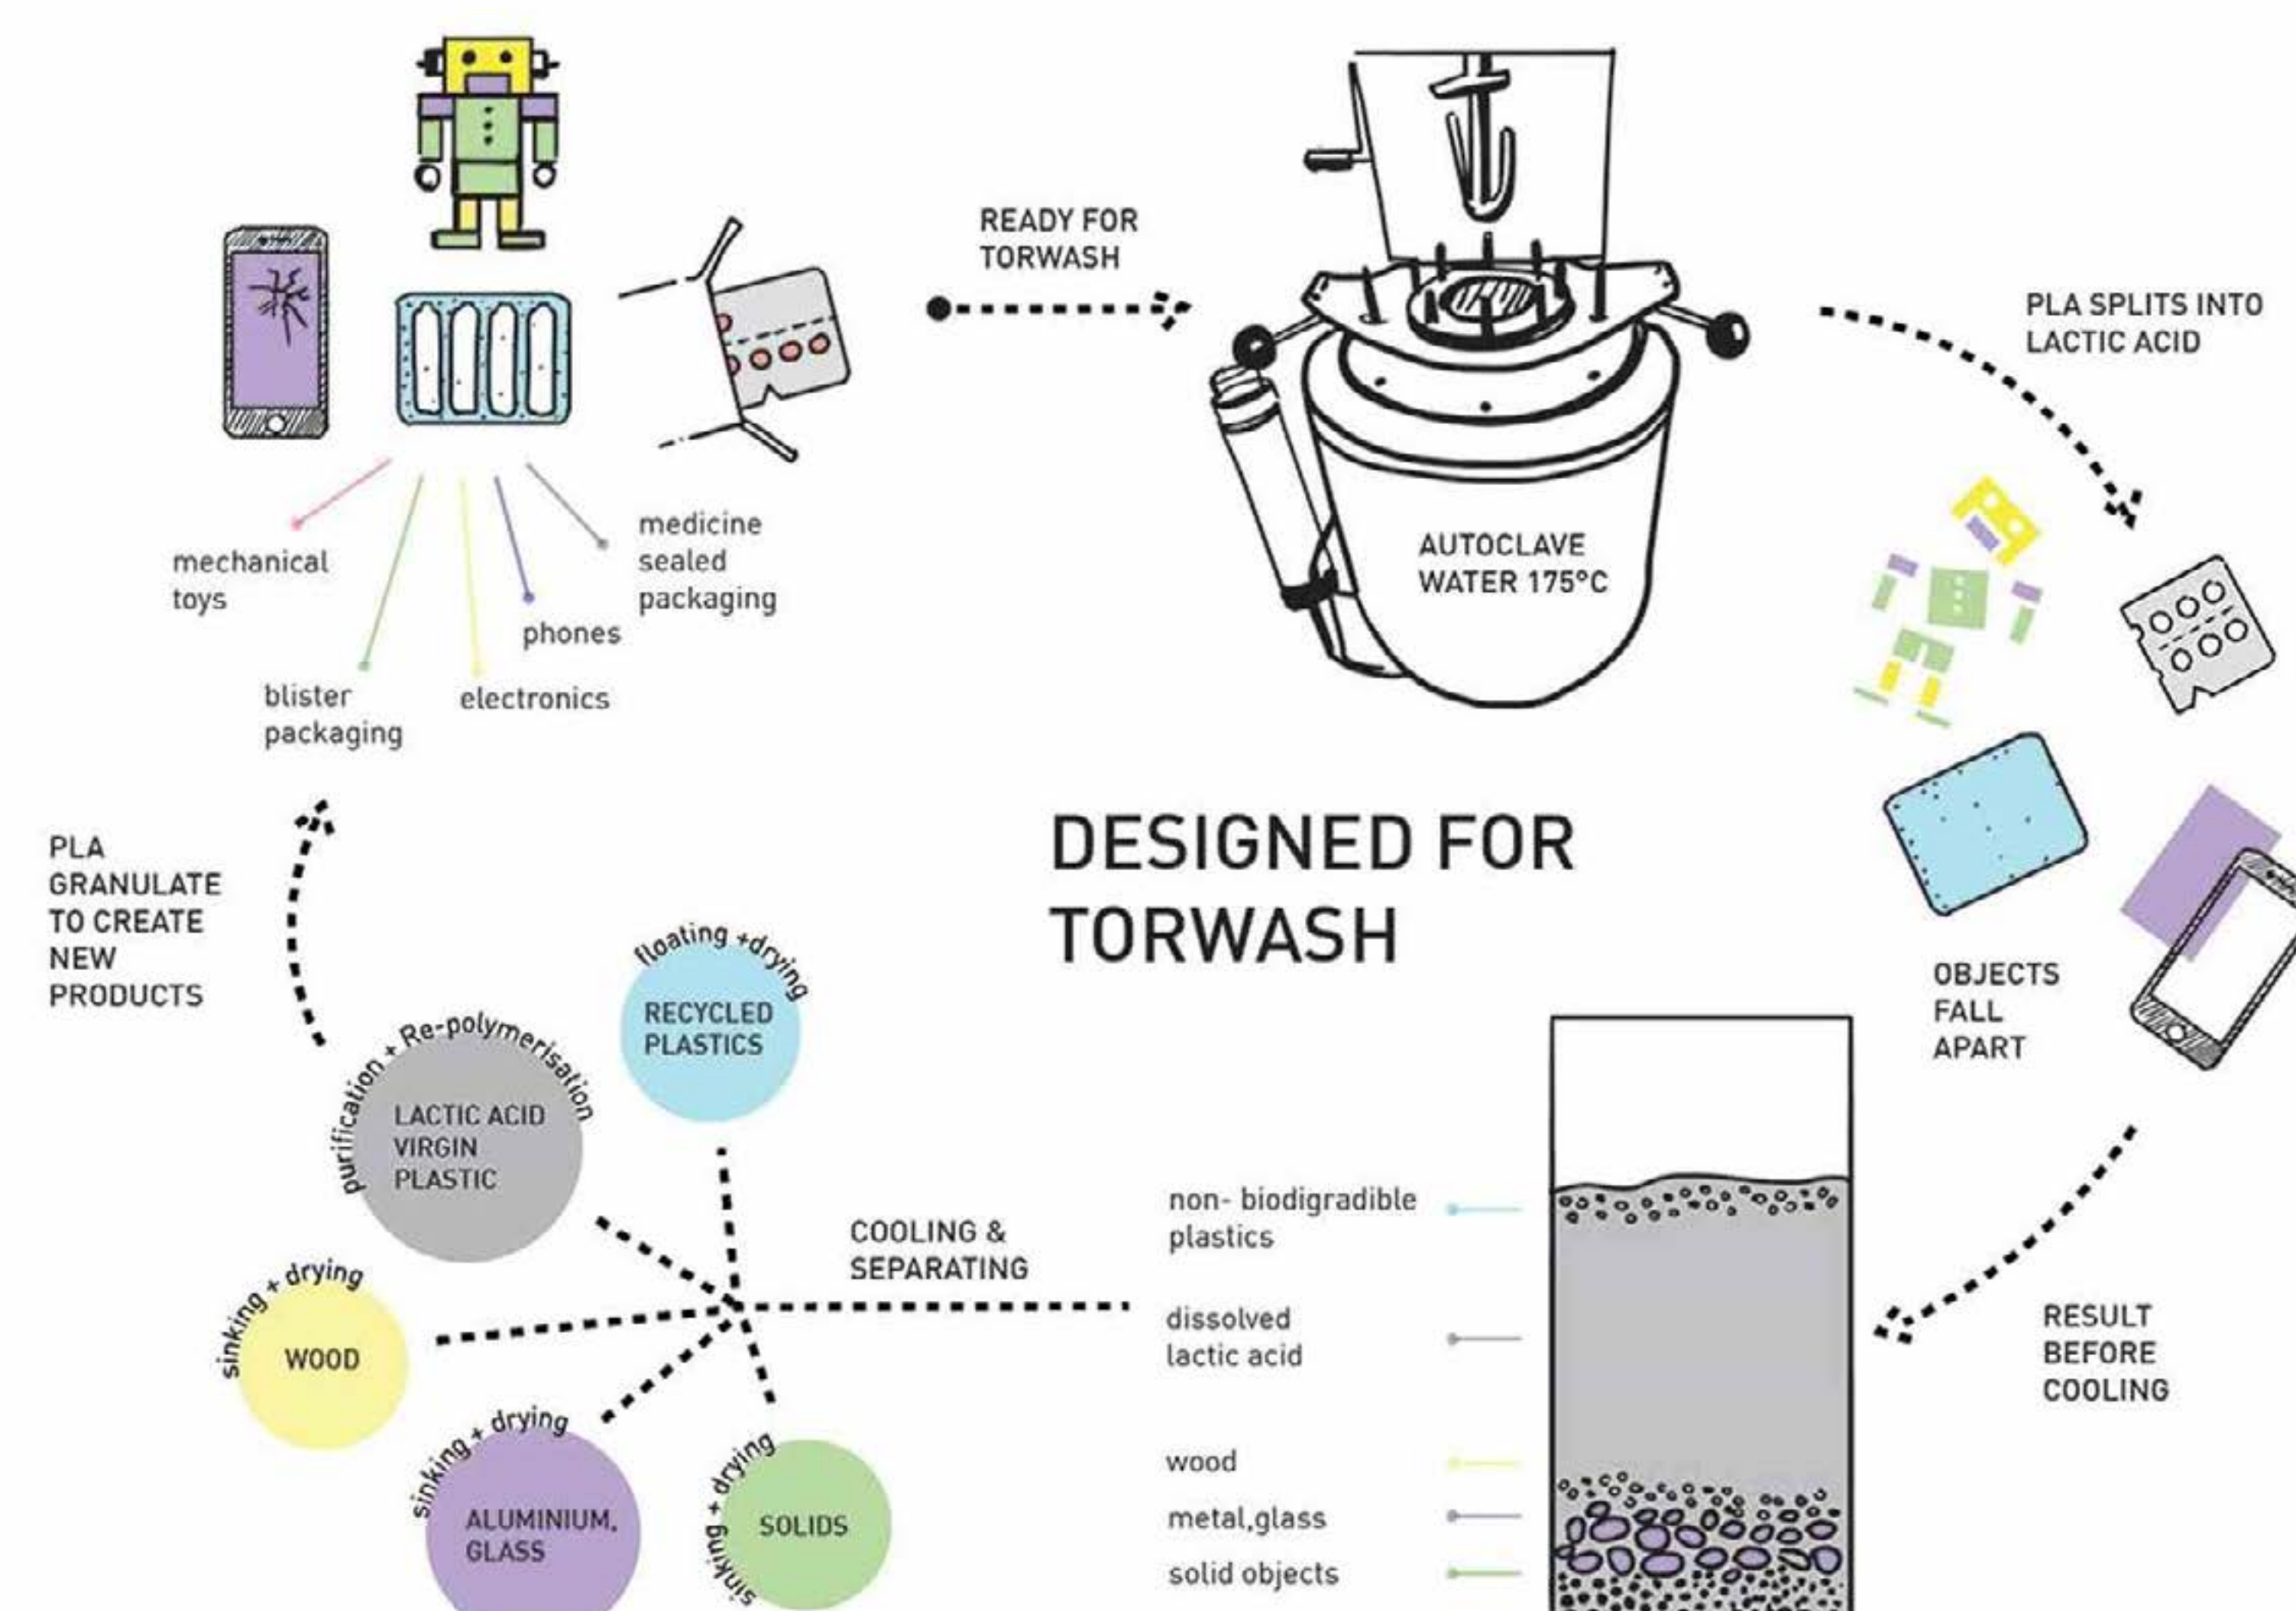 READY FOR
TORWASH
PLA SPLITS INTO
LACTIC ACID
mechanical
toys
medicine
sealed
packaging
phones
blister
packaging
electronics
AUTOCLAVE
WATER 175°C
DESIGNED FOR
TORWASH
PLA
GRANULATE
TO CREATE
NEW
PRODUCTS
floating +drying
RECYCLED
PLASTICS
purification + Re-polymerisation
LACTIC ACID
VIRGIN
PLASTIC
OBJECTS
FALL
APART
COOLING &
SEPARATING
non- biodigradible
plastics
dissolved
lactic acid
wood
metal,glass
solid objects
RESULT
BEFORE
COOLING
sinking + drying
WOOD
sinking + drying
ALUMINIUM,
GLASS
sinking + drying
SOLIDS